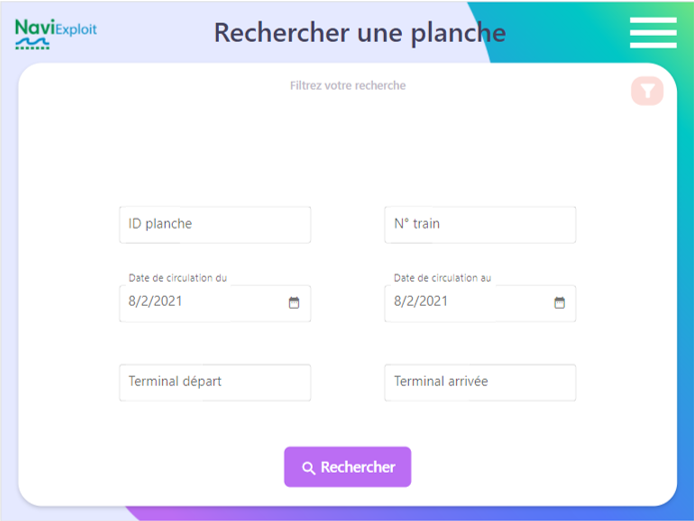 NaviExploit
Rechercher une planche
Filtrez votre recherche
ID planche
N° train
Date de circulation du
8/2/2021
Date de circulation au
8/2/2021
Terminal départ
Terminal arrivée
Rechercher